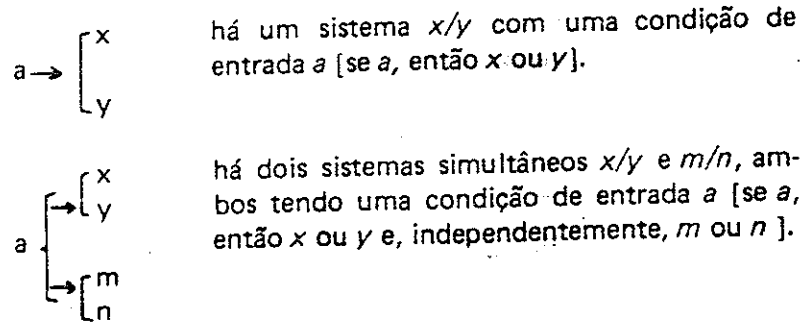 a → x
y
há um sistema x/y com uma condição de
entrada a [se a, então x ou y].
a → x
y
→ m
n
há dois sistemas simultâneos x/y e m/n, am-
bos tendo uma condição de entrada a [se a,
então x ou y e, independentemente, m ou n ].